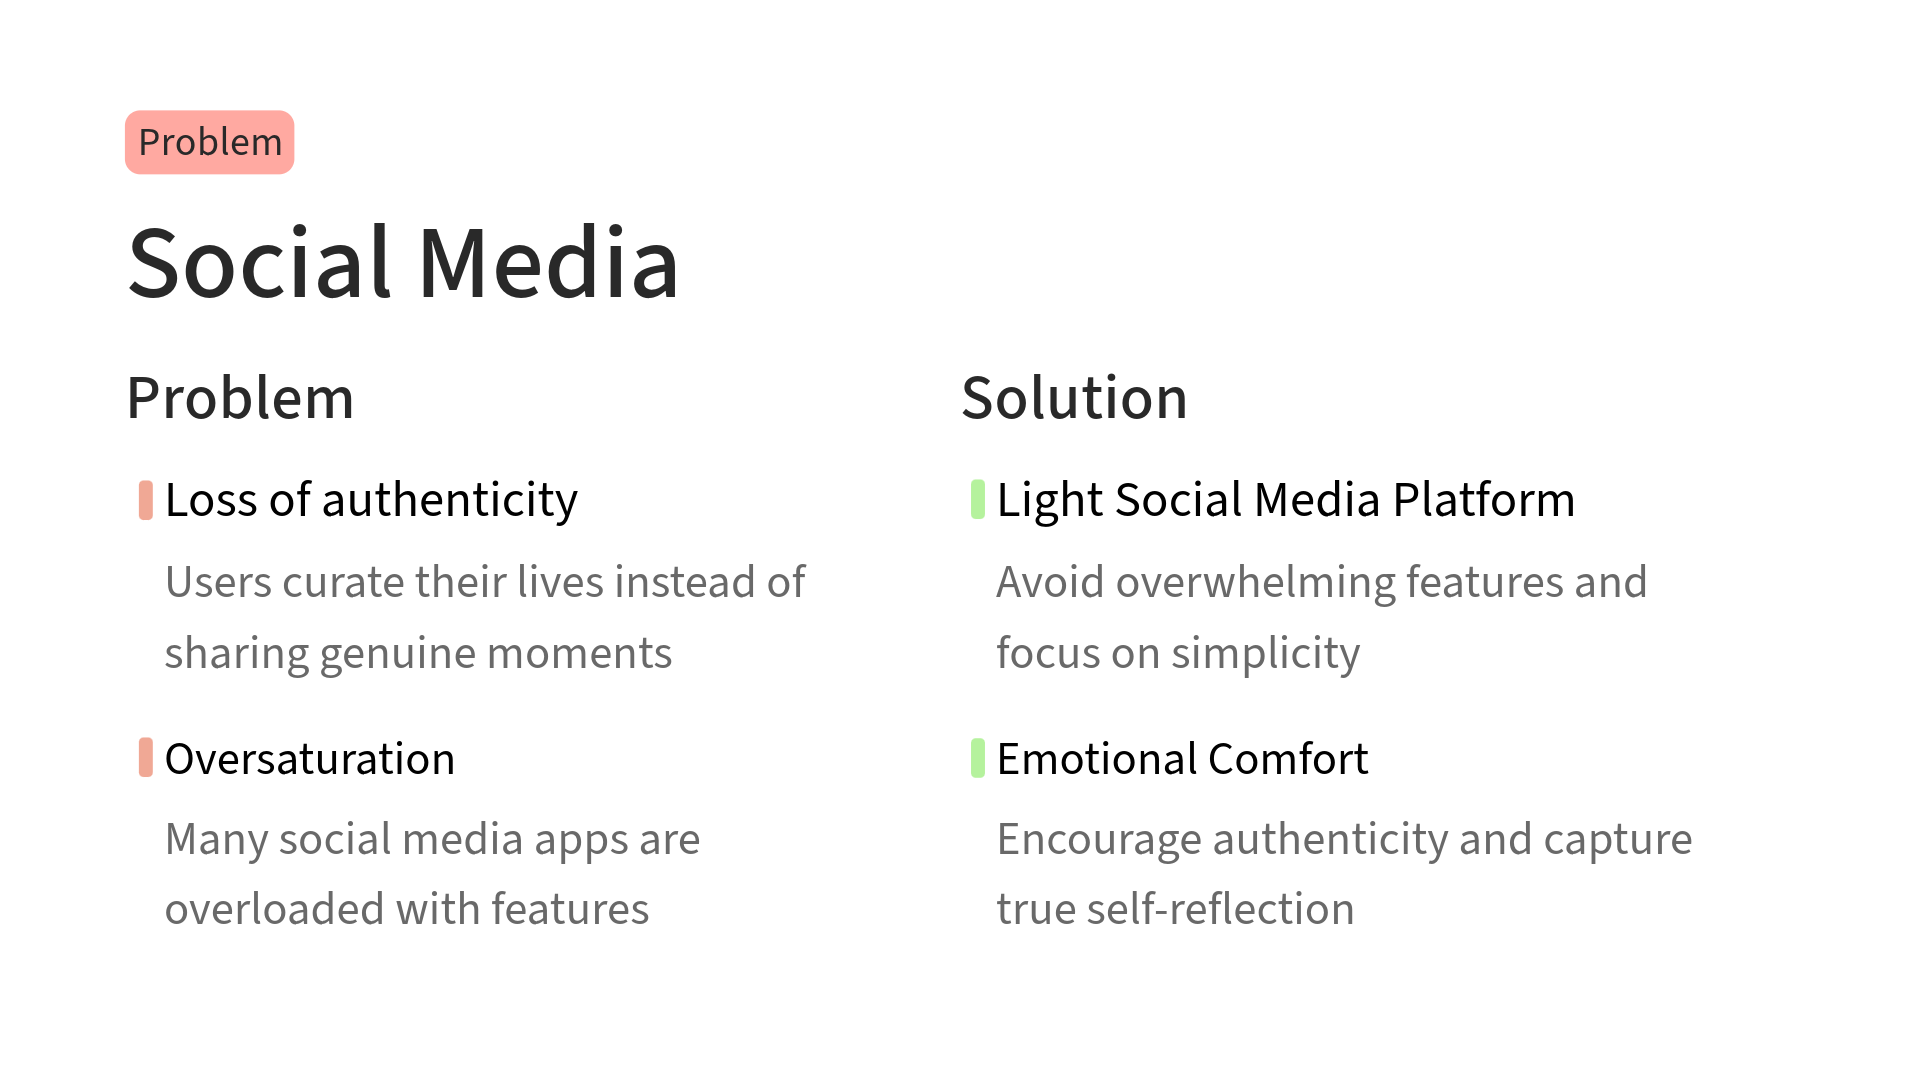 Problem
Social Media
Problem
Loss of authenticity
Users curate their lives instead of
sharing genuine moments
Oversaturation
Many social media apps are
overloaded with features
Solution
Light Social Media Platform
Avoid overwhelming features and
focus on simplicity
Emotional Comfort
Encourage authenticity and capture
true self-reflection